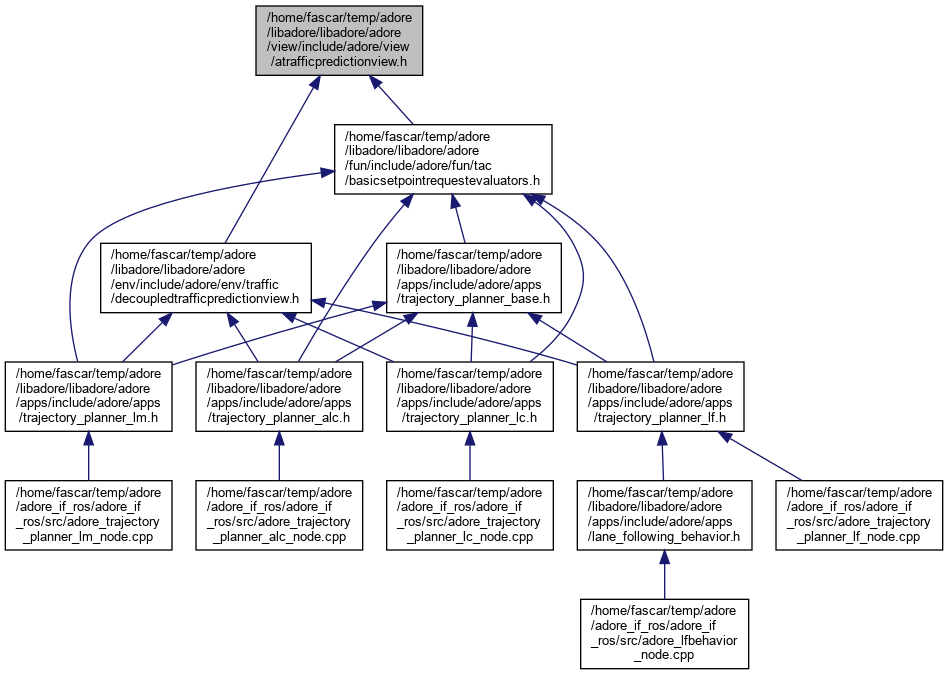 /home/fascar/temp/adore
/libadore/libadore/adore
/view/include/adore/view
/atrafficpredictionview.h
/home/fascar/temp/adore
/libadore/libadore/adore
/fun/include/adore/fun/tac
/basicsetpointrequestevaluators.h
/home/fascar/temp/adore
/libadore/libadore/adore
/env/include/adore/env/traffic
/decoupledtrafficpredictionview.h
/home/fascar/temp/adore
/libadore/libadore/adore
/apps/include/adore/apps
/trajectory_planner_base.h
/home/fascar/temp/adore
/libadore/libadore/adore
/apps/include/adore/apps
/trajectory_planner_lm.h
/home/fascar/temp/adore
/libadore/libadore/adore
/apps/include/adore/apps
/trajectory_planner_alc.h
/home/fascar/temp/adore
/libadore/libadore/adore
/apps/include/adore/apps
/trajectory_planner_lc.h
/home/fascar/temp/adore
/libadore/libadore/adore
/apps/include/adore/apps
/trajectory_planner_lf.h
/home/fascar/temp/adore
/adore_if_ros/adore_if
_ros/src/adore_trajectory
_planner_lm_node.cpp
/home/fascar/temp/adore
/adore_if_ros/adore_if
_ros/src/adore_trajectory
_planner_alc_node.cpp
/home/fascar/temp/adore
/adore_if_ros/adore_if
_ros/src/adore_trajectory
_planner_lc_node.cpp
/home/fascar/temp/adore
/libadore/libadore/adore
/apps/include/adore/apps
/lane_following_behavior.h
/home/fascar/temp/adore
/adore_if_ros/adore_if
_ros/src/adore_trajectory
_planner_lf_node.cpp
/home/fascar/temp/adore
/adore_if_ros/adore_if
_ros/src/adore_lfbehavior
_node.cpp